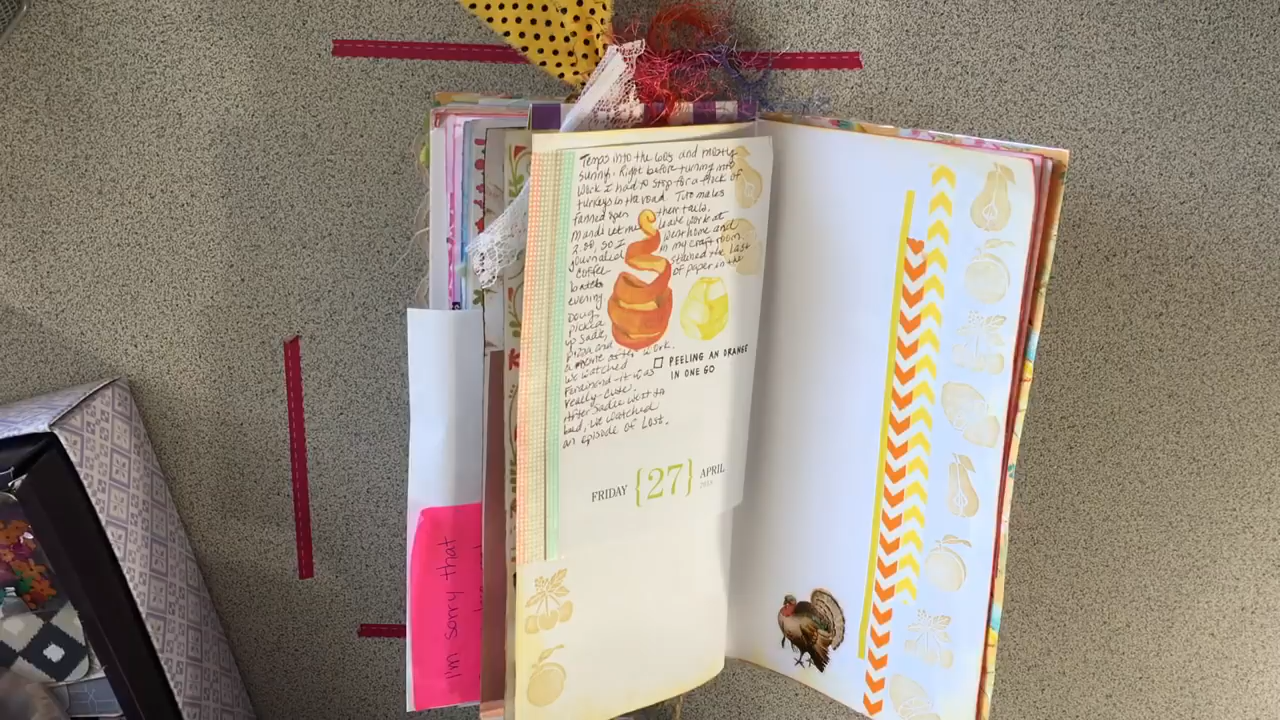 Temps into the 60s and mostly
sunny. Right before turning into
work I had to stop for a flock of
turkeys in the road. Two males
fanned open their tails.
Mandi let me leave work at
2:00, so I went home and
journaled in my craft room.
Coffee- stained the last
batch of paper in the
evening
Doug
picked
up Sadie,
pizza and
a movie after work.
We watched
Ferdinand - it was
really cute.
After Sadie went to
bed, we watched
an episode of Lost.
PEELING AN ORANGE
IN ONE GO
FRIDAY {27} APRIL
2018
I'm sorry that